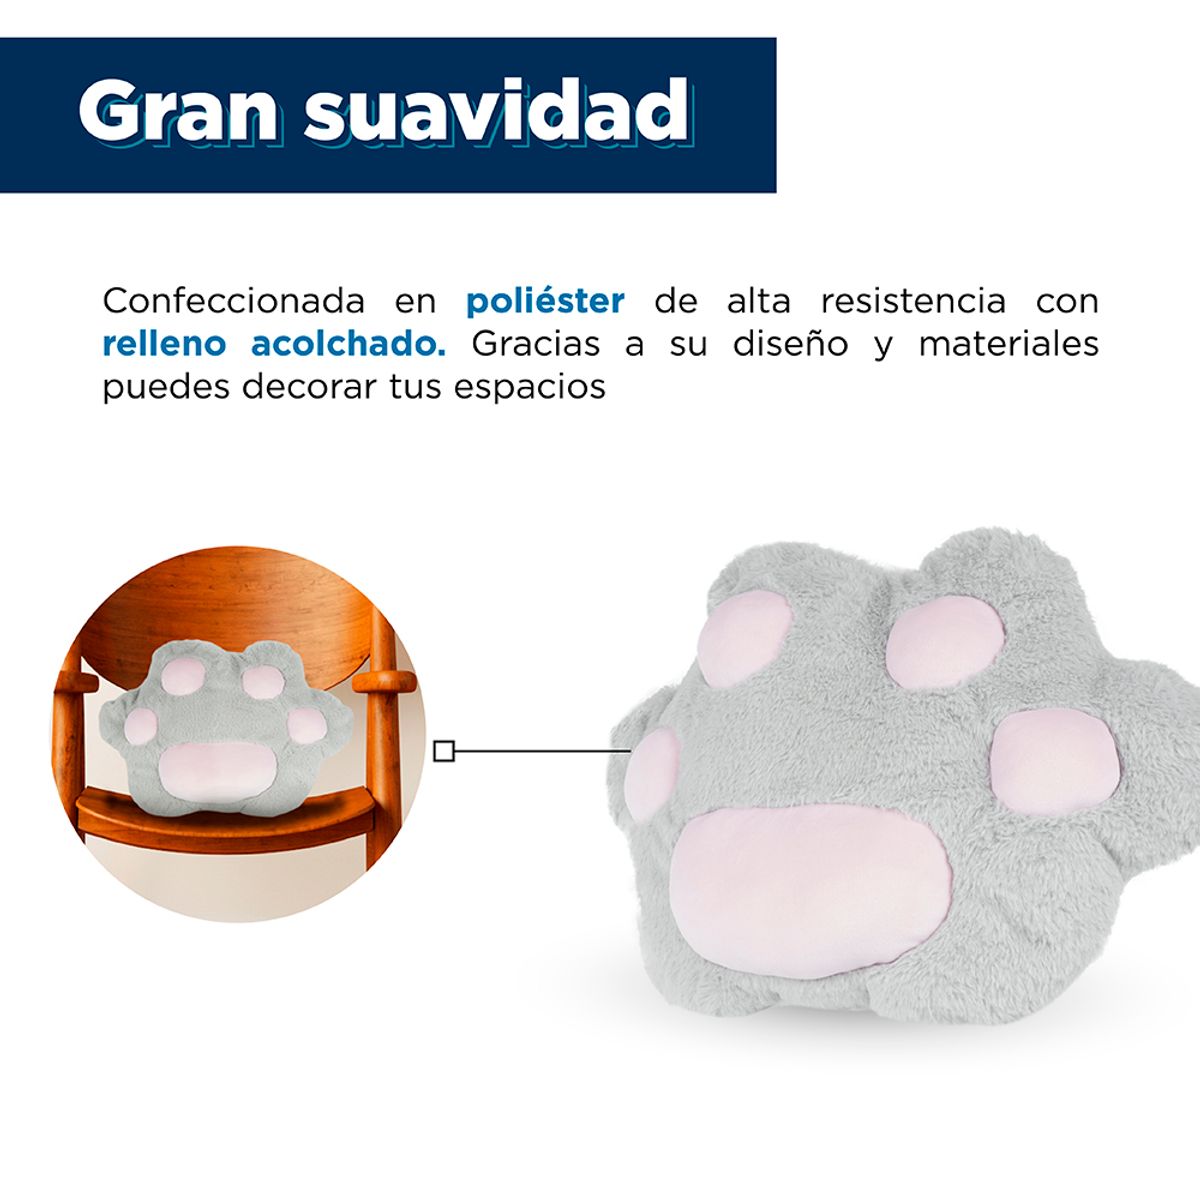 Gran suavidad
Confeccionada en poliéster de alta resistencia con
relleno acolchado. Gracias a su diseño y materiales
puedes decorar tus espacios